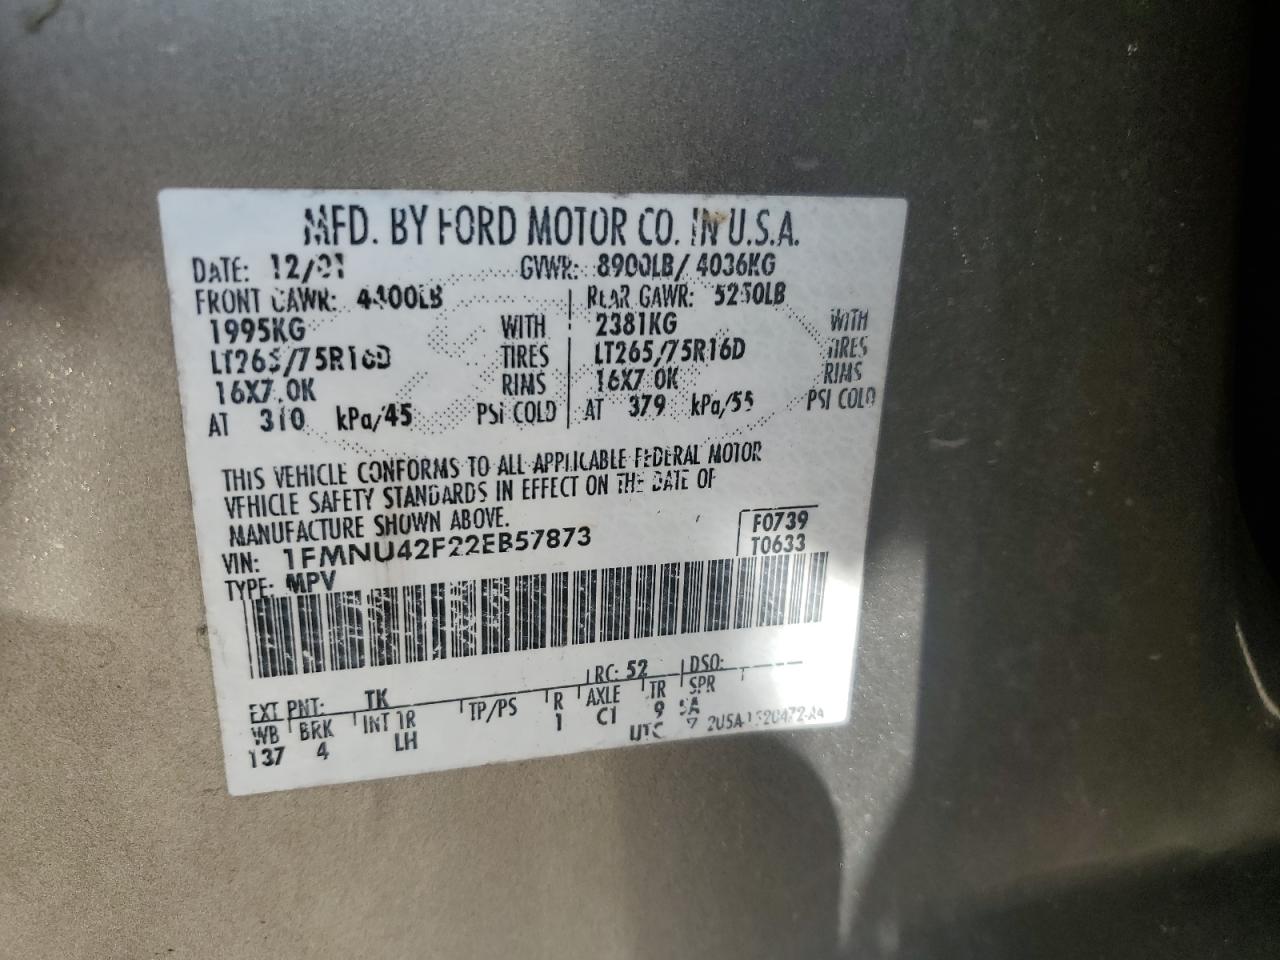 MFD. BY FORD MOTOR CO. IN U.S.A.
DATE: 12/01 GVWR: 8900LB/ 4036KG
FRONT GAWR: 4400LB REAR GAWR: 5250LB
1995KG WITH 2381KG WITH
LT265/75R16D TIRES LT265/75R16D TIRES
16X7.0K RIMS 16X7.0K RIMS
AT 310 kPa/45 PSI COLD AT 379 kPa/55 PSI COLD
THIS VEHICLE CONFORMS TO ALL APPLICABLE FEDERAL MOTOR
VEHICLE SAFETY STANDARDS IN EFFECT ON THE DATE OF
MANUFACTURE SHOWN ABOVE.
VIN: 1FMNU42F22EB57873 F0739
TYPE: MPV T0633
EXT PNT: TK RC: 52 DSO:
WB BRK INT TR TP/PS R AXLE TR SPR
137 4 LH 1 C1 9
UTC